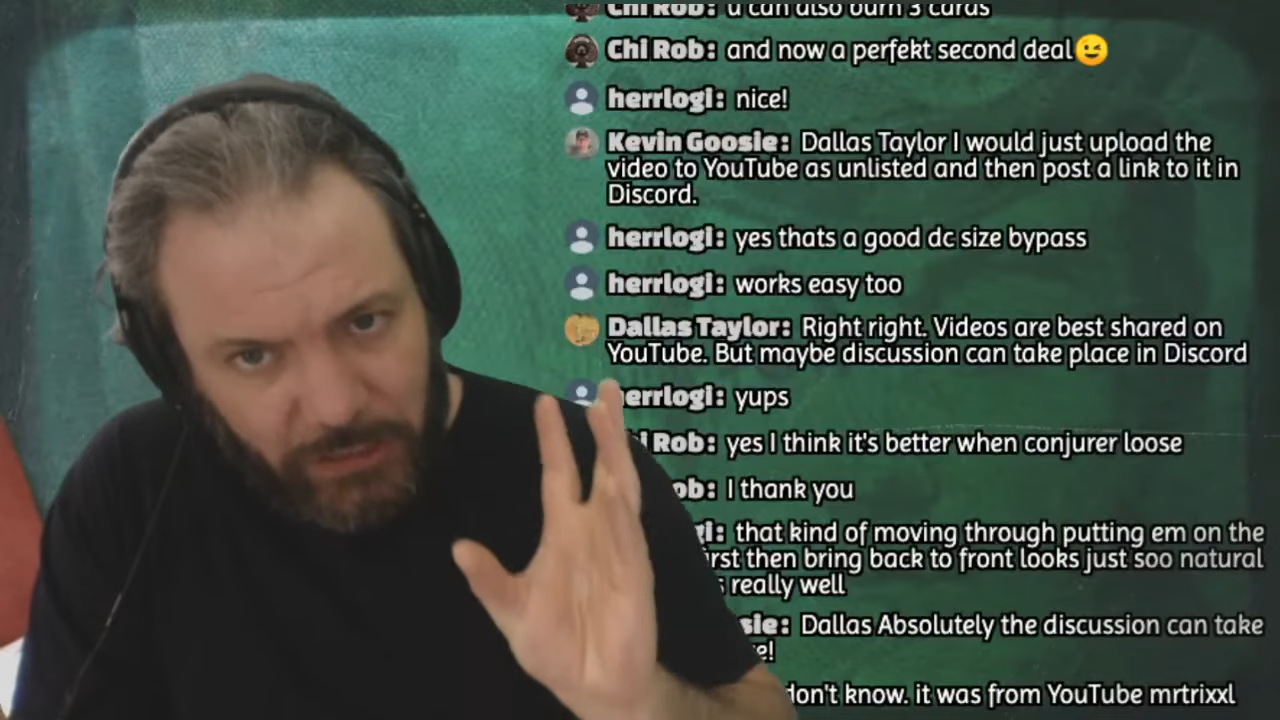 Chi Rob: u can also burn 3 cards
Chi Rob: and now a perfekt second deal😉
herrlogi: nice!
Kevin Goosie: Dallas Taylor I would just upload the
video to YouTube as unlisted and then post a link to it in
Discord.
herrlogi: yes thats a good dc size bypass
herrlogi: works easy too
Dallas Taylor: Right right. Videos are best shared on
YouTube. But maybe discussion can take place in Discord
errlogi: yups
i Rob: yes I think it's better when conjurer loose
ob: I thank you
gi: that kind of moving through putting em on the
irst then bring back to front looks just soo natural
s really well
sie: Dallas Absolutely the discussion can take
e!
don't know. it was from YouTube mrtrixxl